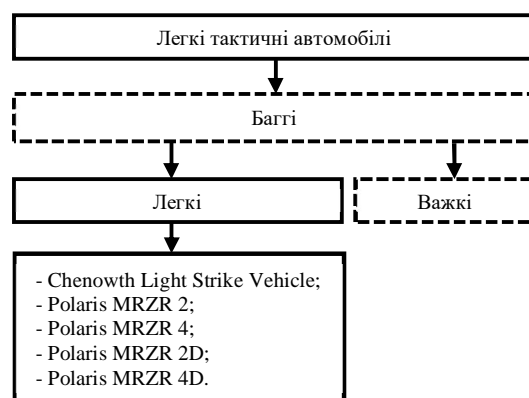 Легкі тактичні автомобілі
Баггі
Легкі
Важкі
- Chenowth Light Strike Vehicle;
- Polaris MRZR 2;
- Polaris MRZR 4;
- Polaris MRZR 2D;
- Polaris MRZR 4D.